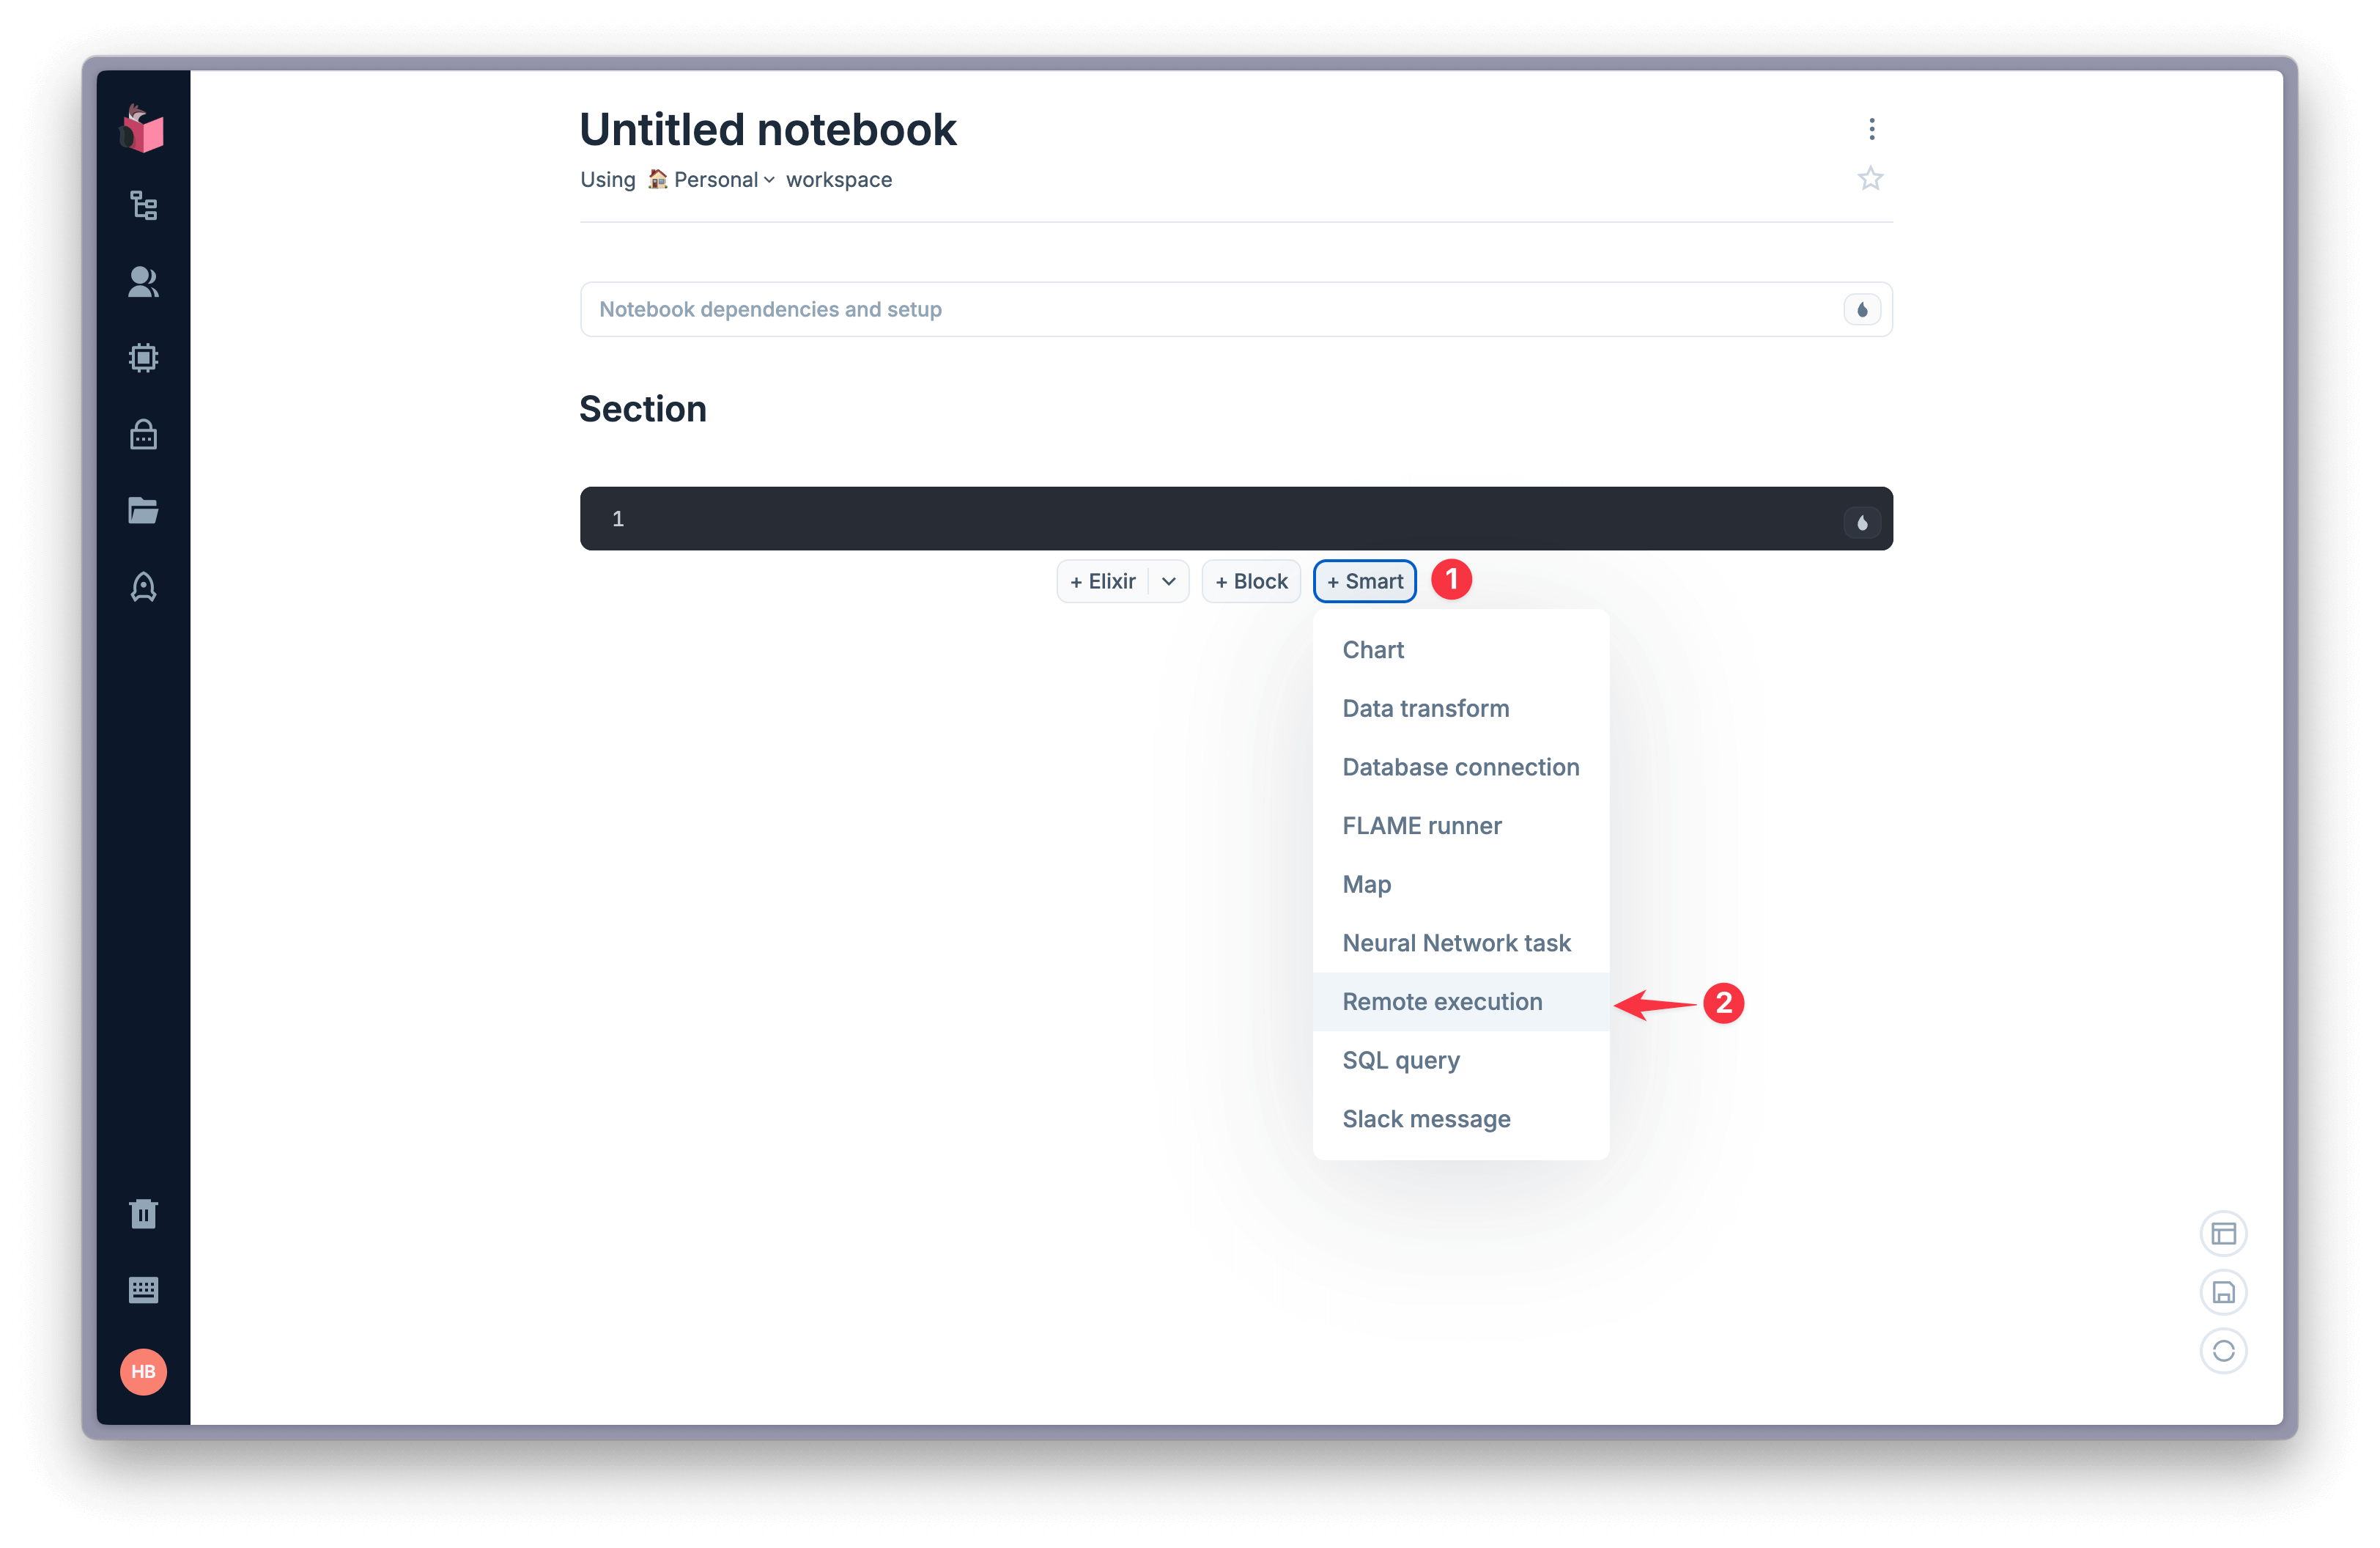 Untitled notebook
Using 🏠 Personal workspace
Notebook dependencies and setup
Section
1
+ Elixir + Block + Smart 1
Chart
Data transform
Database connection
FLAME runner
Map
Neural Network task
Remote execution 2
SQL query
Slack message
HB